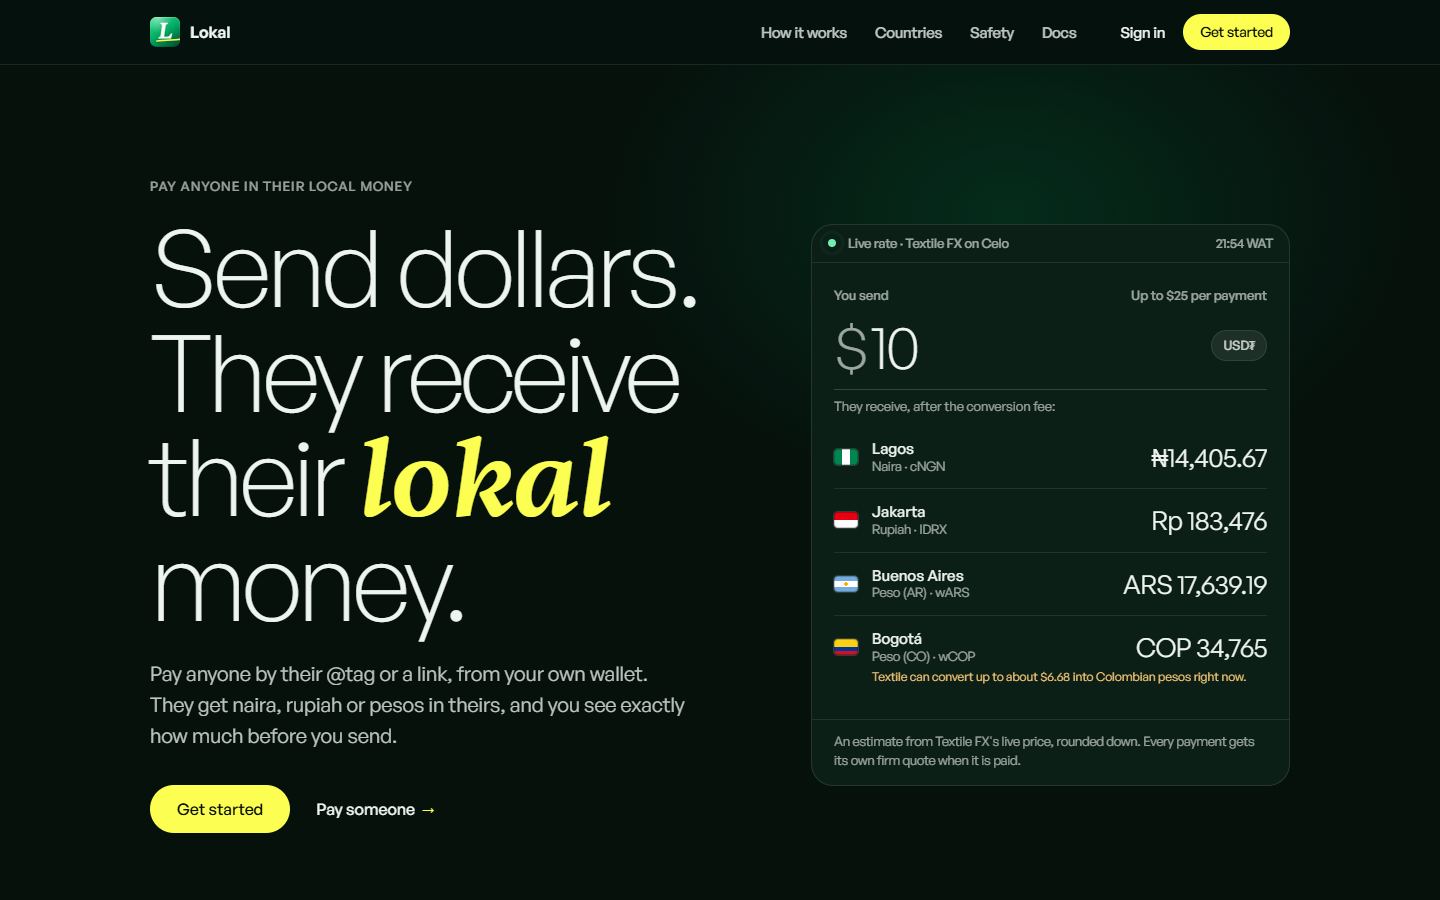 Lokal
How it works
Countries
Safety
Docs
Sign in
Get started
PAY ANYONE IN THEIR LOCAL MONEY
Send dollars.
They receive
their lokal
money.
Pay anyone by their @tag or a link, from your own wallet.
They get naira, rupiah or pesos in theirs, and you see exactly
how much before you send.
Get started
Pay someone →
Live rate · Textile FX on Celo
21:54 WAT
You send
Up to $25 per payment
$10
USD₮
They receive, after the conversion fee:
Lagos
Naira · cNGN
₦14,405.67
Jakarta
Rupiah · IDRX
Rp 183,476
Buenos Aires
Peso (AR) · wARS
ARS 17,639.19
Bogotá
Peso (CO) · wCOP
COP 34,765
Textile can convert up to about $6.68 into Colombian pesos right now.
An estimate from Textile FX's live price, rounded down. Every payment gets
its own firm quote when it is paid.